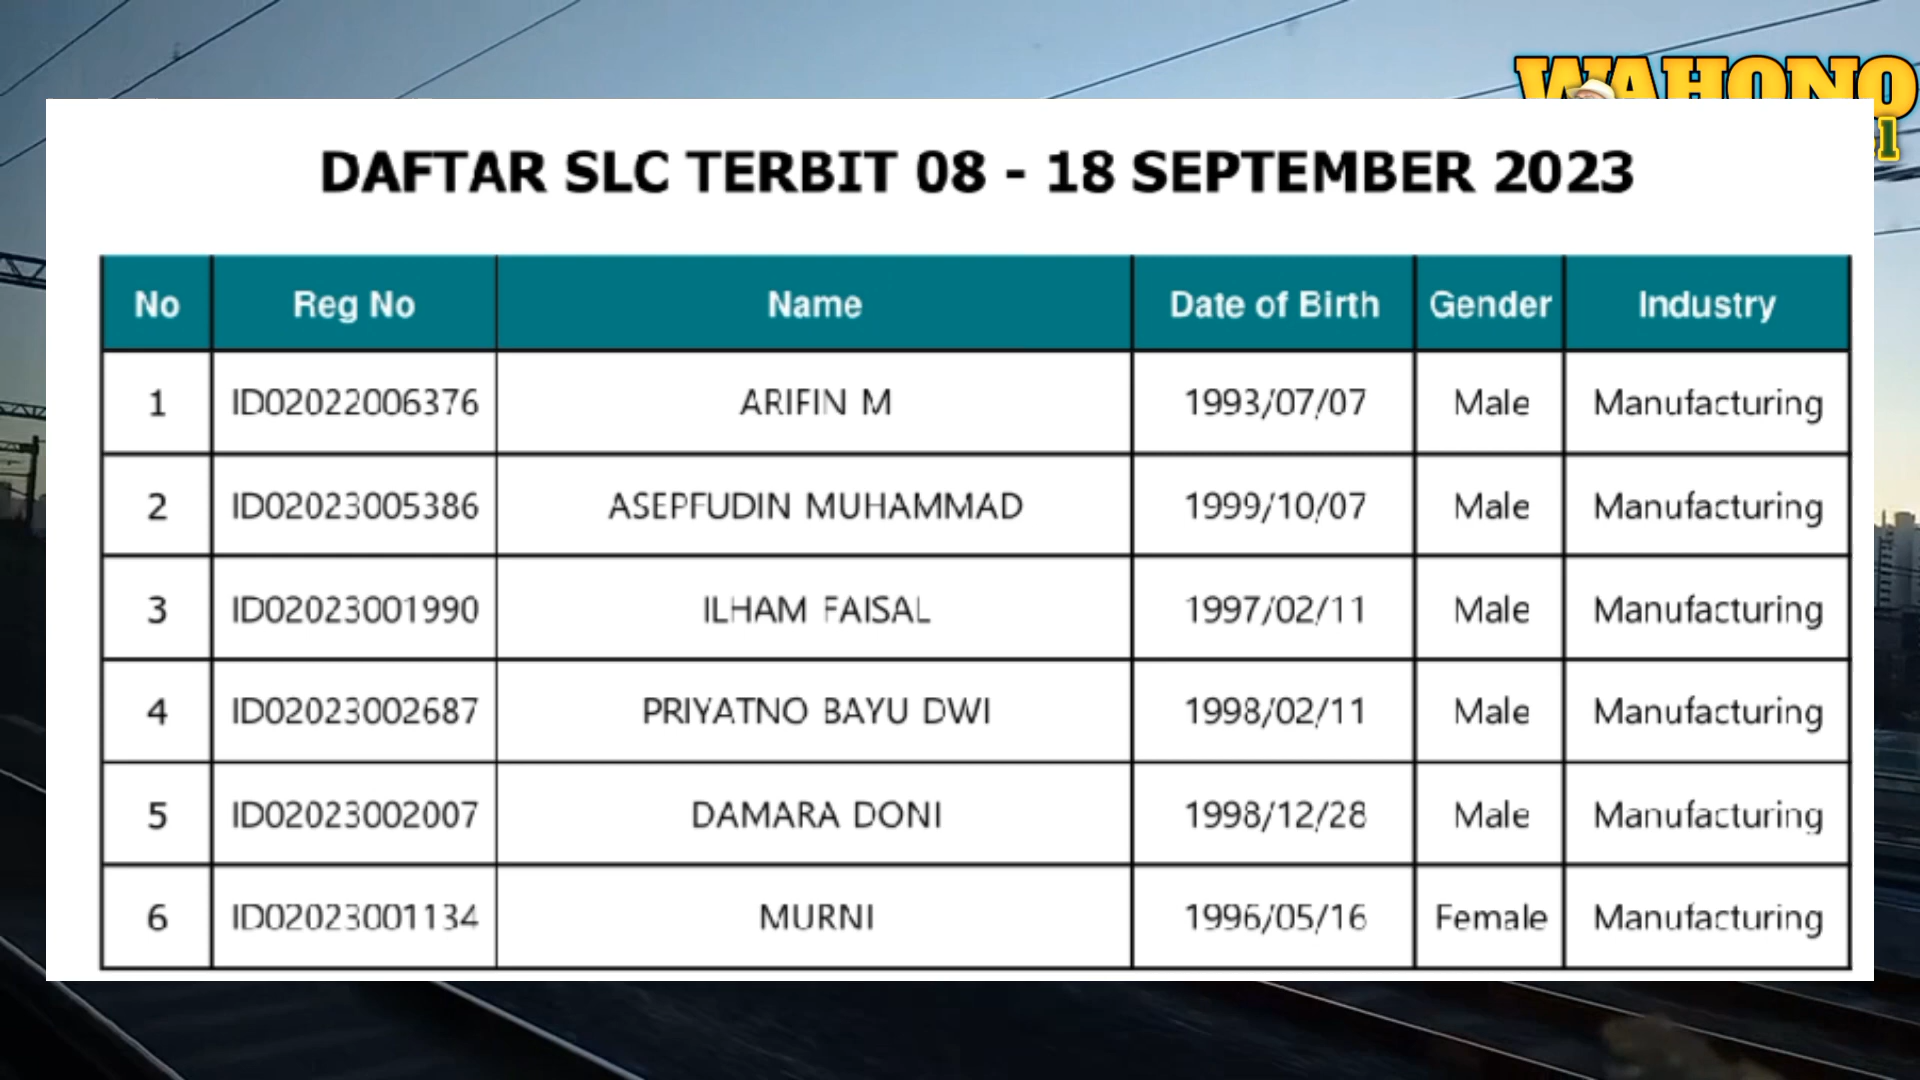 WAHONO
1
DAFTAR SLC TERBIT 08 - 18 SEPTEMBER 2023
No Reg No Name Date of Birth Gender Industry
1 ID02022006376 ARIFIN M 1993/07/07 Male Manufacturing
2 ID02023005386 ASEPFUDIN MUHAMMAD 1999/10/07 Male Manufacturing
3 ID02023001990 ILHAM FAISAL 1997/02/11 Male Manufacturing
4 ID02023002687 PRIYATNO BAYU DWI 1998/02/11 Male Manufacturing
5 ID02023002007 DAMARA DONI 1998/12/28 Male Manufacturing
6 ID02023001134 MURNI 1996/05/16 Female Manufacturing